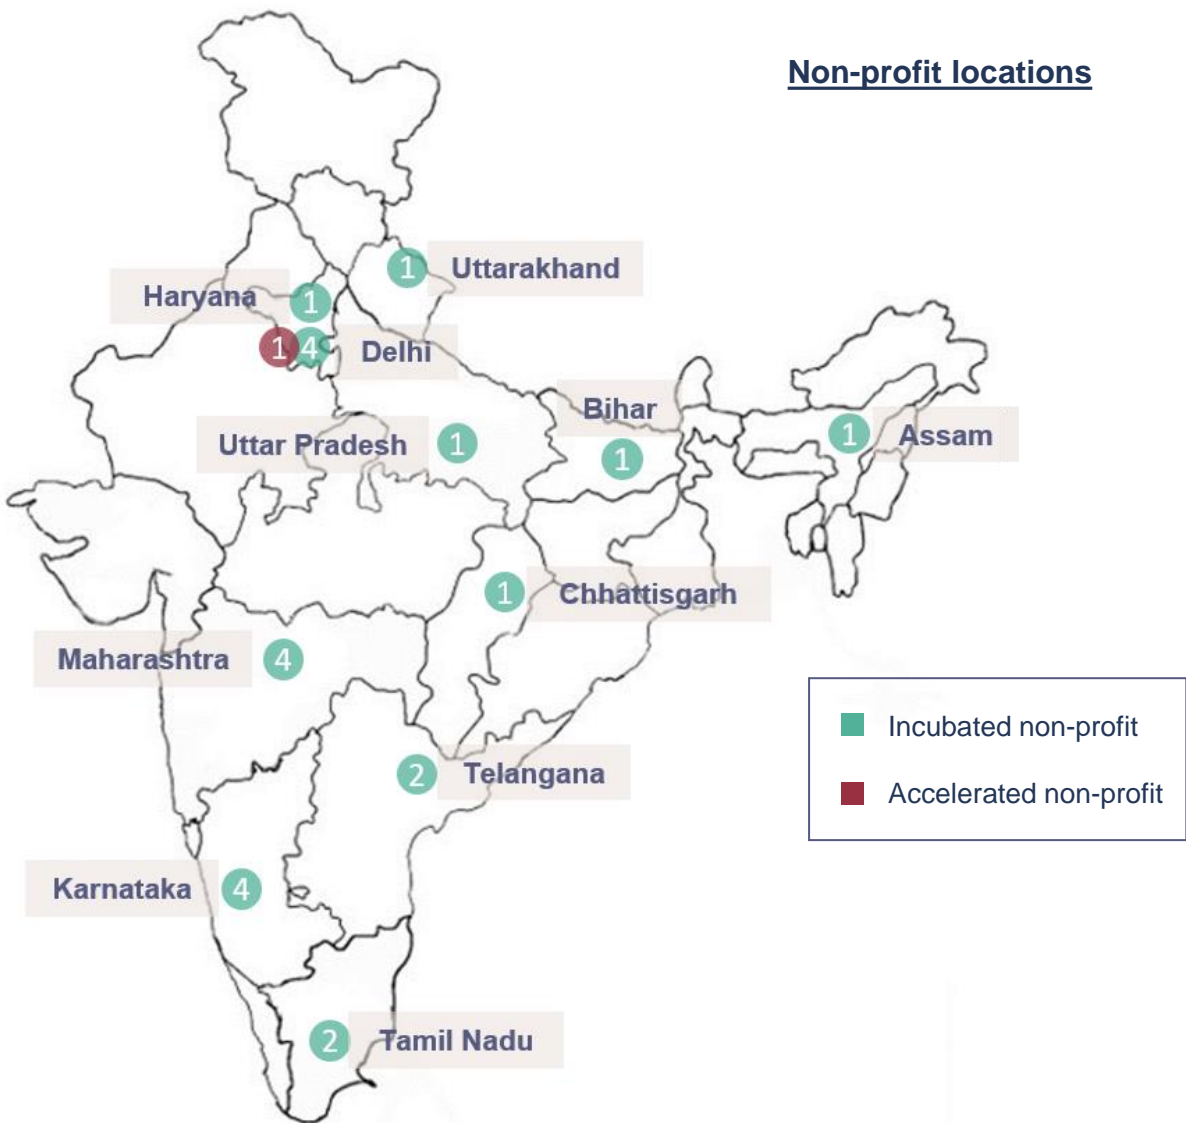 Non-profit locations
1 Uttarakhand
Haryana 1
1 4 Delhi
Bihar
1 Assam
Uttar Pradesh 1
1
1 Chhattisgarh
Maharashtra 4
Incubated non-profit
2 Telangana
Accelerated non-profit
Karnataka 4
2 Tamil Nadu